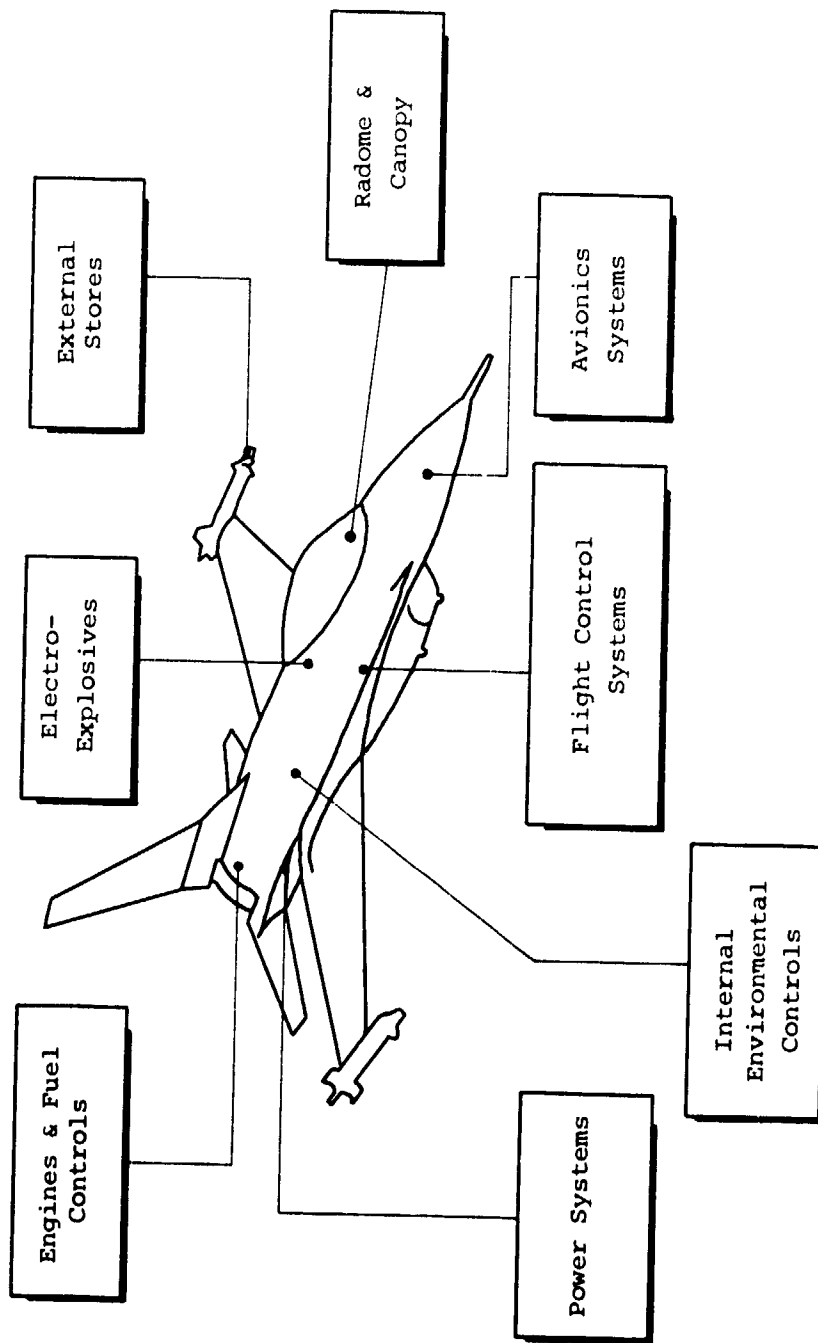 Engines & Fuel
Controls
Electro-
Explosives
External
Stores
Radome &
Canopy
Power Systems
Internal
Environmental
Controls
Flight Control
Systems
Avionics
Systems